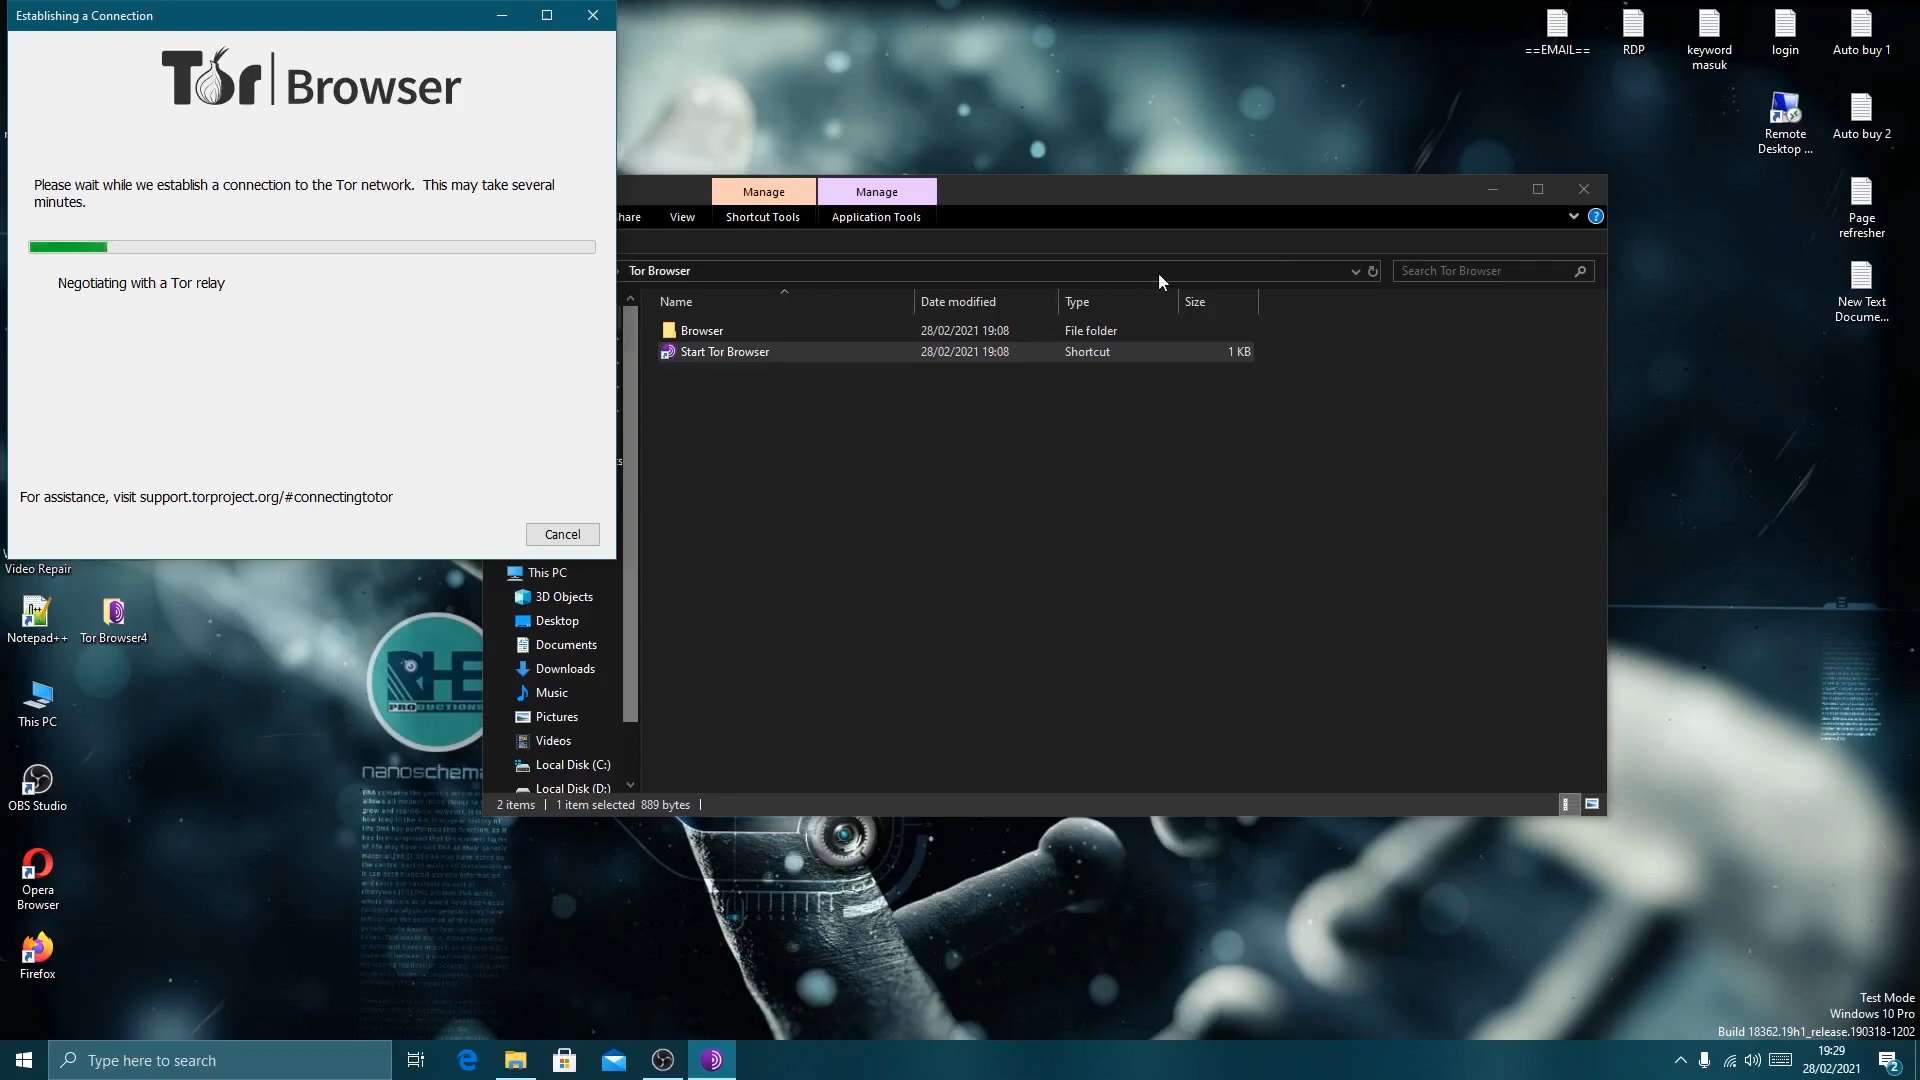 Establishing a Connection
Tor Browser
Please wait while we establish a connection to the Tor network. This may take several
minutes.
Negotiating with a Tor relay
For assistance, visit support.torproject.org/#connectingtotor
Cancel
==EMAIL==
RDP
keyword
masuk
login
Auto buy 1
Remote
Desktop ...
Auto buy 2
Page
refresher
New Text
Docume...
Manage
Manage
hare
View
Shortcut Tools
Application Tools
Tor Browser
Search Tor Browser
Name
Date modified
Type
Size
Browser
28/02/2021 19:08
File folder
Start Tor Browser
28/02/2021 19:08
Shortcut
1 KB
This PC
3D Objects
Desktop
Documents
Downloads
Music
Pictures
Videos
Local Disk (C:)
Local Disk (D:)
2 items
1 item selected 889 bytes
Video Repair
Notepad++
Tor Browser4
This PC
OBS Studio
Opera
Browser
Firefox
RHE
PRODUCTIONS
nanoschema
Test Mode
Windows 10 Pro
Build 18362.19h1_release.190318-1202
Type here to search
19:29
28/02/2021
2